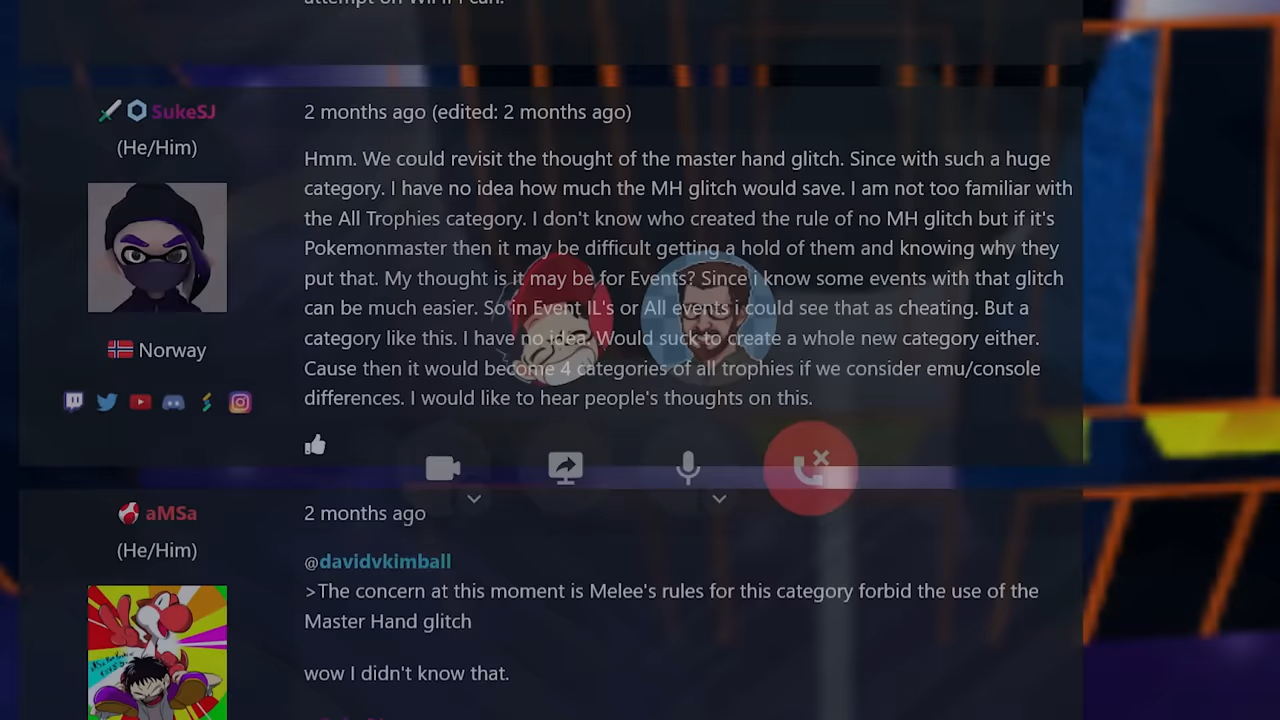 attempt on WiFi if I can.
SukeSJ
(He/Him)
Norway
2 months ago (edited: 2 months ago)
Hmm. We could revisit the thought of the master hand glitch. Since with such a huge
category. I have no idea how much the MH glitch would save. I am not too familiar with
the All Trophies category. I don't know who created the rule of no MH glitch but if it's
Pokemonmaster then it may be difficult getting a hold of them and knowing why they
put that. My thought is it may be for Events? Since i know some events with that glitch
can be much easier. So in Event IL's or All events i could see that as cheating. But a
category like this. I have no idea. Would suck to create a whole new category either.
Cause then it would become 4 categories of all trophies if we consider emu/console
differences. I would like to hear people's thoughts on this.
aMSa
(He/Him)
2 months ago
@davidvkimball
>The concern at this moment is Melee's rules for this category forbid the use of the
Master Hand glitch
wow I didn't know that.